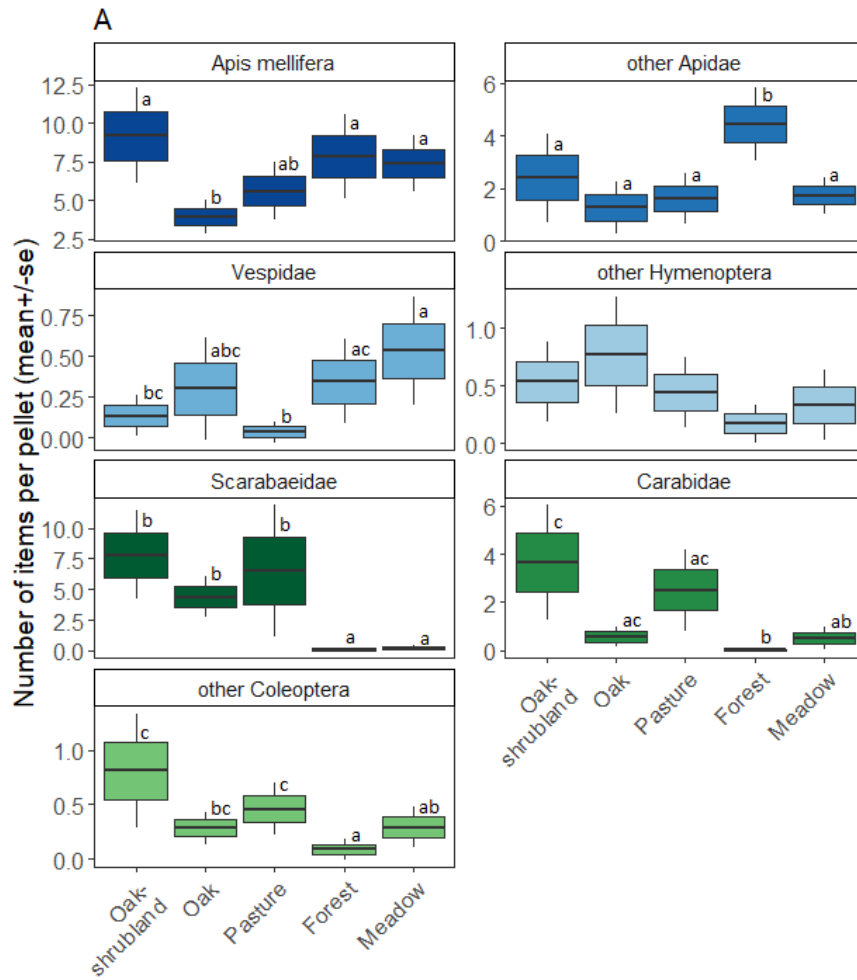 A
Number of items per pellet (mean+/-se)
Apis mellifera
12.5
10.0
7.5
5.0
2.5
a
b
ab
a
a
other Apidae
6
4
2
0
a
a
a
b
a
Vespidae
0.75
0.50
0.25
0.00
bc
abc
b
ac
a
other Hymenoptera
1.0
0.5
0.0
Scarabaeidae
10.0
7.5
5.0
2.5
0.0
b
b
b
a
a
Carabidae
6
4
2
0
c
ac
ac
b
ab
Oak-
shrubland
Oak
Pasture
Forest
Meadow
other Coleoptera
1.0
0.5
0.0
c
bc
c
a
ab
Oak-
shrubland
Oak
Pasture
Forest
Meadow